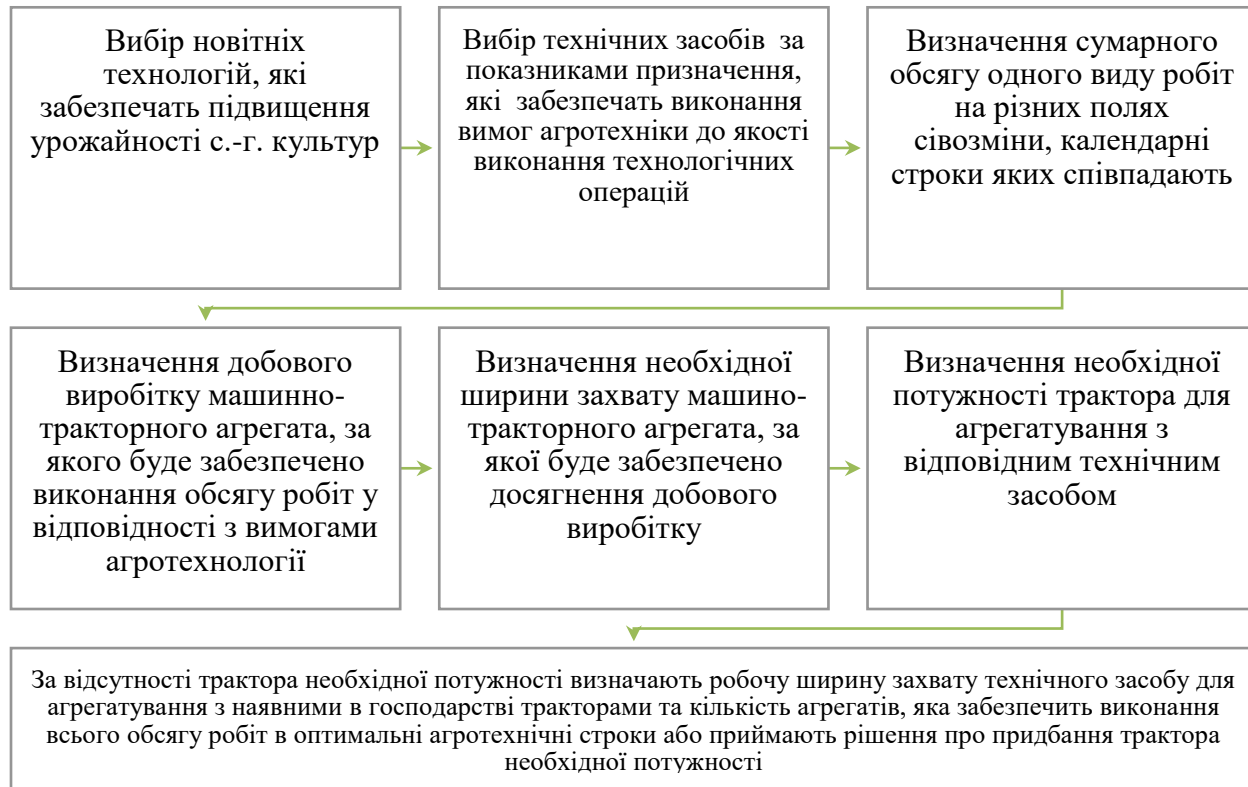 Вибір новітніх
технологій, які
забезпечать підвищення
урожайності с.-г. культур
Вибір технічних засобів за
показниками призначення,
які забезпечать виконання
вимог агротехніки до якості
виконання технологічних
операцій
Визначення сумарного
обсягу одного виду робіт
на різних полях
сівозміни, календарні
строки яких співпадають
Визначення добового
виробітку машинно-
тракторного агрегата, за
якого буде забезпечено
виконання обсягу робіт у
відповідності з вимогами
агротехнології
Визначення необхідної
ширини захвату машино-
тракторного агрегата, за
якої буде забезпечено
досягнення добового
виробітку
Визначення необхідної
потужності трактора для
агрегатування з
відповідним технічним
засобом
За відсутності трактора необхідної потужності визначають робочу ширину захвату технічного засобу для
агрегатування з наявними в господарстві тракторами та кількість агрегатів, яка забезпечить виконання
всього обсягу робіт в оптимальні агротехнічні строки або приймають рішення про придбання трактора
необхідної потужності